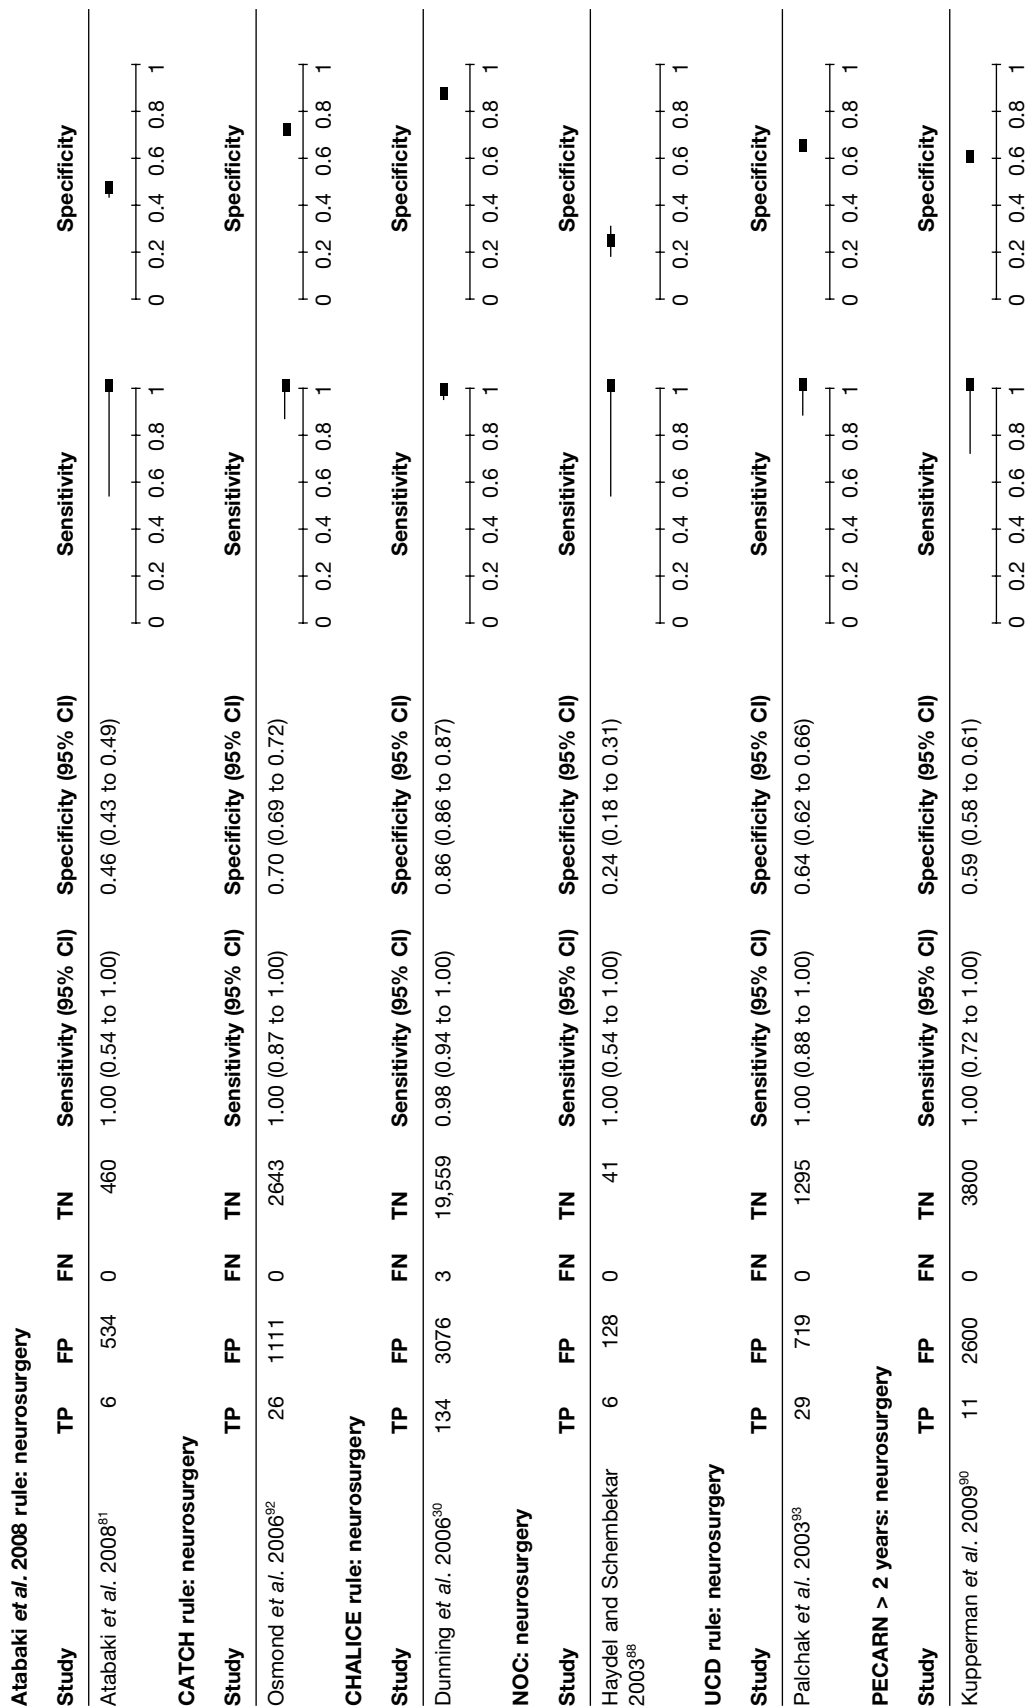 Atabaki et al. 2008 rule: neurosurgery
Study TP FP FN TN Sensitivity (95% CI) Specificity (95% CI) Sensitivity Specificity
Atabaki et al. 2008⁸¹ 6 534 0 460 1.00 (0.54 to 1.00) 0.46 (0.43 to 0.49)
0 0.2 0.4 0.6 0.8 1 0 0.2 0.4 0.6 0.8 1
CATCH rule: neurosurgery
Study TP FP FN TN Sensitivity (95% CI) Specificity (95% CI) Sensitivity Specificity
Osmond et al. 2006⁹² 26 1111 0 2643 1.00 (0.87 to 1.00) 0.70 (0.69 to 0.72)
0 0.2 0.4 0.6 0.8 1 0 0.2 0.4 0.6 0.8 1
CHALICE rule: neurosurgery
Study TP FP FN TN Sensitivity (95% CI) Specificity (95% CI) Sensitivity Specificity
Dunning et al. 2006³⁰ 134 3076 3 19,559 0.98 (0.94 to 1.00) 0.86 (0.86 to 0.87)
0 0.2 0.4 0.6 0.8 1 0 0.2 0.4 0.6 0.8 1
NOC: neurosurgery
Study TP FP FN TN Sensitivity (95% CI) Specificity (95% CI) Sensitivity Specificity
Haydel and Schembekar 6 128 0 41 1.00 (0.54 to 1.00) 0.24 (0.18 to 0.31)
2003⁸⁸
0 0.2 0.4 0.6 0.8 1 0 0.2 0.4 0.6 0.8 1
UCD rule: neurosurgery
Study TP FP FN TN Sensitivity (95% CI) Specificity (95% CI) Sensitivity Specificity
Palchak et al. 2003⁹³ 29 719 0 1295 1.00 (0.88 to 1.00) 0.64 (0.62 to 0.66)
0 0.2 0.4 0.6 0.8 1 0 0.2 0.4 0.6 0.8 1
PECARN > 2 years: neurosurgery
Study TP FP FN TN Sensitivity (95% CI) Specificity (95% CI) Sensitivity Specificity
Kupperman et al. 2009⁹⁰ 11 2600 0 3800 1.00 (0.72 to 1.00) 0.59 (0.58 to 0.61)
0 0.2 0.4 0.6 0.8 1 0 0.2 0.4 0.6 0.8 1